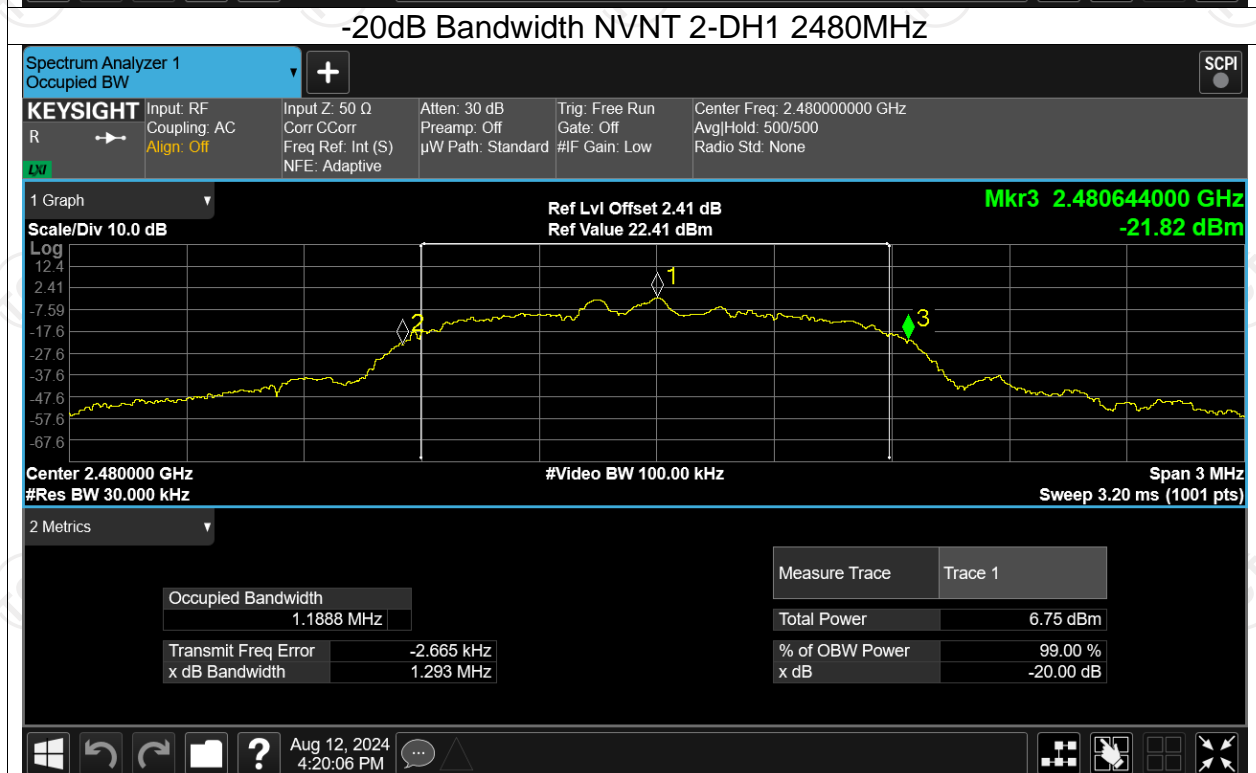 -20dB Bandwidth NVNT 2-DH1 2480MHz
Spectrum Analyzer 1
Occupied BW
SCPI
KEYSIGHT Input: RF Input Z: 50 Ω Atten: 30 dB Trig: Free Run Center Freq: 2.480000000 GHz
R Coupling: AC Corr CCorr Preamp: Off Gate: Off Avg|Hold: 500/500
Align: Off Freq Ref: Int (S) µW Path: Standard #IF Gain: Low Radio Std: None
LXI NFE: Adaptive
1 Graph
Ref Lvl Offset 2.41 dB
Mkr3 2.480644000 GHz
Scale/Div 10.0 dB Ref Value 22.41 dBm -21.82 dBm
Log
12.4
2.41
-7.59
-17.6
-27.6
-37.6
-47.6
-57.6
-67.6
1
2
3
Center 2.480000 GHz #Video BW 100.00 kHz Span 3 MHz
#Res BW 30.000 kHz Sweep 3.20 ms (1001 pts)
2 Metrics
Measure Trace Trace 1
Occupied Bandwidth
1.1888 MHz
Total Power 6.75 dBm
Transmit Freq Error -2.665 kHz % of OBW Power 99.00 %
x dB Bandwidth 1.293 MHz x dB -20.00 dB
?
Aug 12, 2024
4:20:06 PM